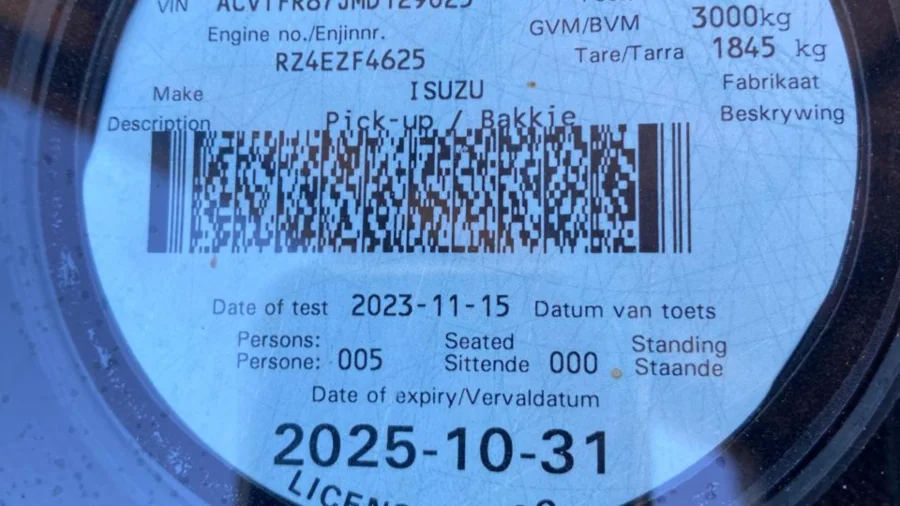 VIN ACVTFR87JMD129625
GVM/BVM 3000kg
Engine no./Enjinnr.
RZ4EZF4625
Tare/Tarra 1845 kg
Make ISUZU Fabrikaat
Description Pick-up / Bakkie Beskrywing
Date of test 2023-11-15 Datum van toets
Persons: Seated Standing
Persone: 005 Sittende 000 Staande
Date of expiry/Vervaldatum
2025-10-31